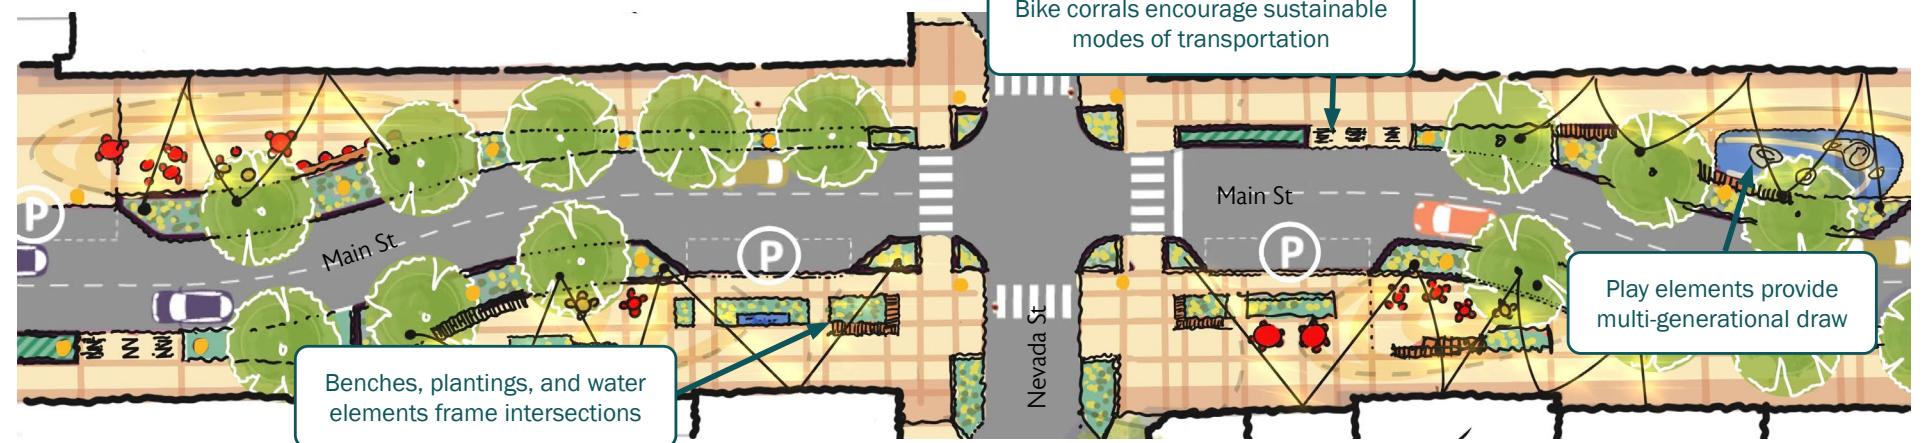 Bike corrals encourage sustainable
modes of transportation
P
Main St
P
Main St
P
Nevada St
Play elements provide
multi-generational draw
Benches, plantings, and water
elements frame intersections